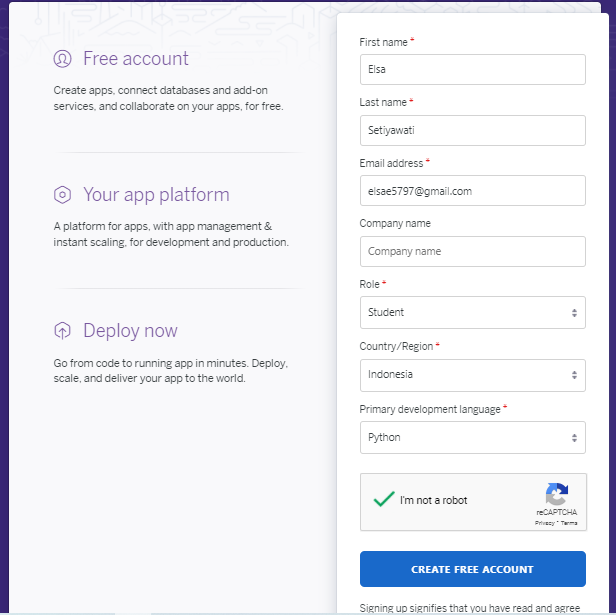 Free account
Create apps, connect databases and add-on
services, and collaborate on your apps, for free.
Your app platform
A platform for apps, with app management &
instant scaling, for development and production.
Deploy now
Go from code to running app in minutes. Deploy,
scale, and deliver your app to the world.
First name *
Elsa
Last name *
Setiyawati
Email address *
elsae5797@gmail.com
Company name
Company name
Role *
Student
Country/Region *
Indonesia
Primary development language *
Python
I'm not a robot
reCAPTCHA
Privacy - Terms
CREATE FREE ACCOUNT
Signing up signifies that you have read and agree